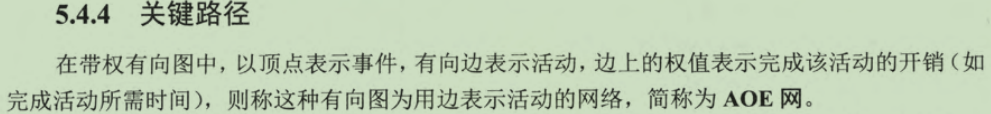 5.4.4 关键路径
在带权有向图中，以顶点表示事件，有向边表示活动，边上的权值表示完成该活动的开销（如
完成活动所需时间），则称这种有向图为用边表示活动的网络，简称为 AOE 网。